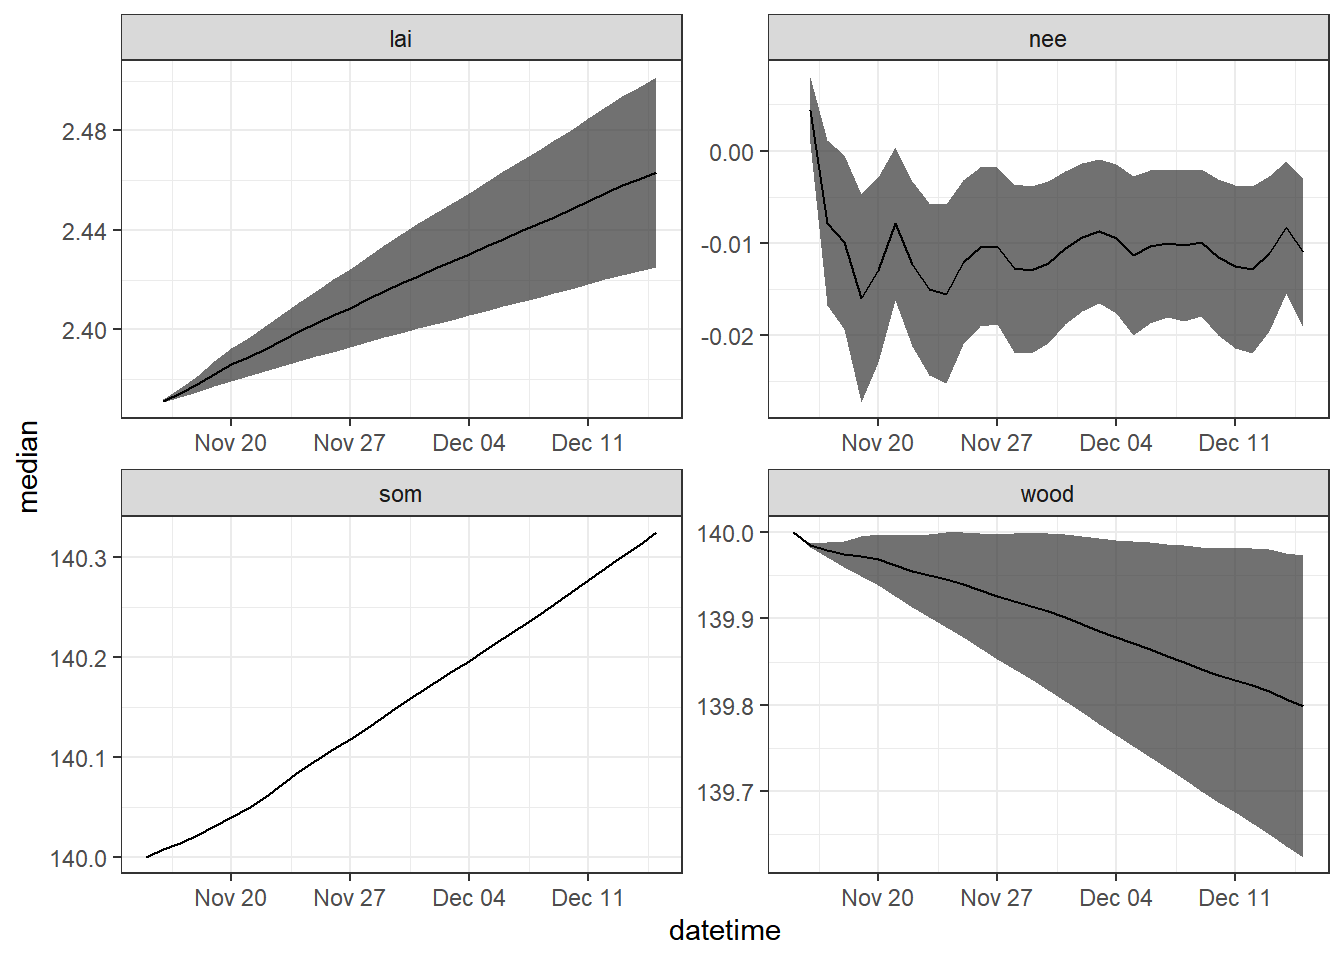 lai
nee
2.48
2.44
2.40
0.00
-0.01
-0.02
Nov 20 Nov 27 Dec 04 Dec 11
Nov 20 Nov 27 Dec 04 Dec 11
median
som
wood
140.3
140.2
140.1
140.0
140.0
139.9
139.8
139.7
Nov 20 Nov 27 Dec 04 Dec 11
Nov 20 Nov 27 Dec 04 Dec 11
datetime